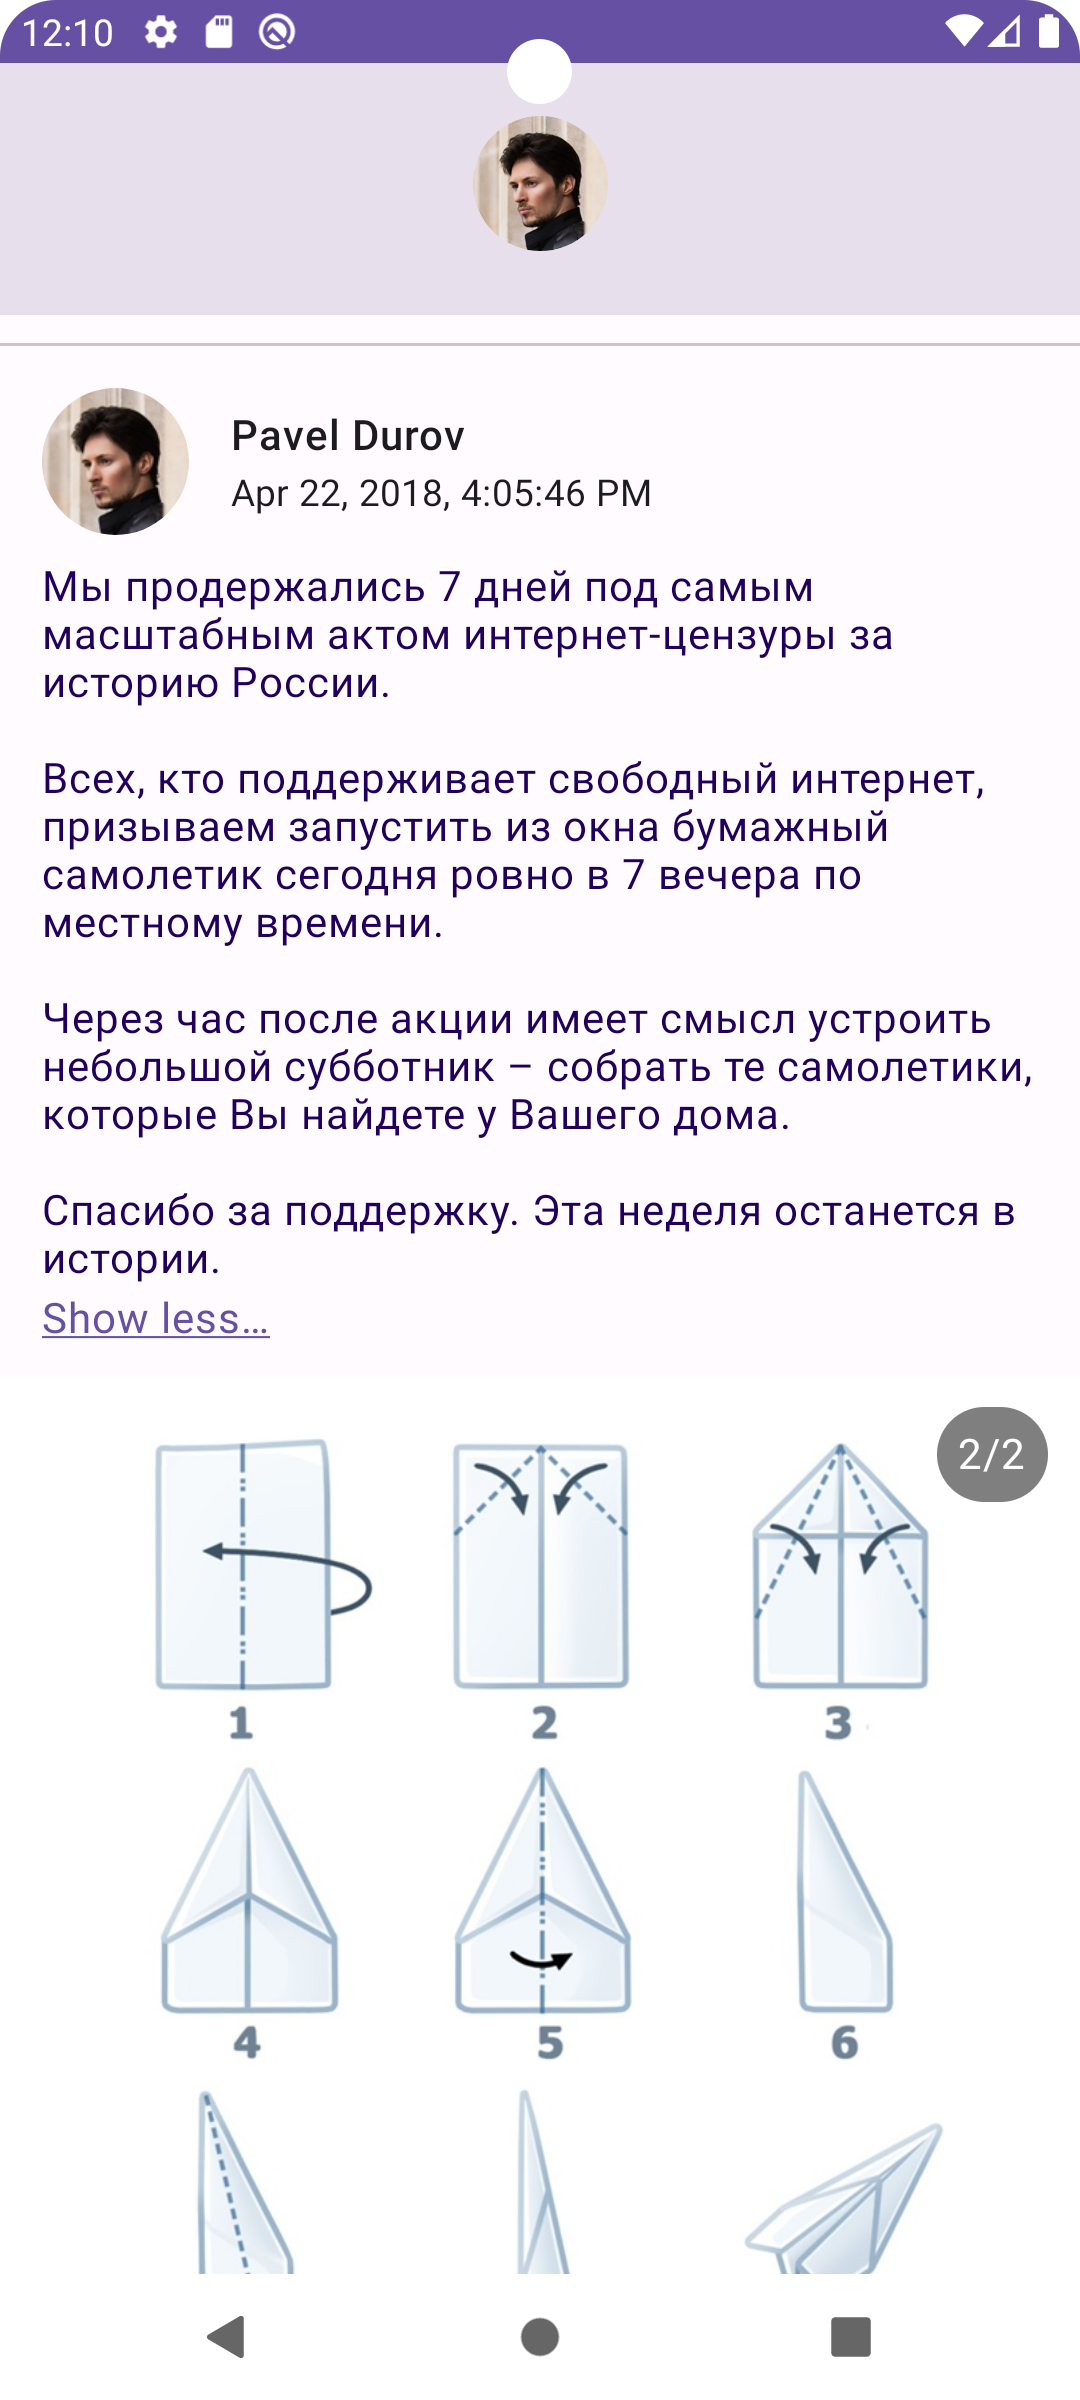 12:10
Pavel Durov
Apr 22, 2018, 4:05:46 PM
Мы продержались 7 дней под самым
масштабным актом интернет-цензуры за
историю России.
Всех, кто поддерживает свободный интернет,
призываем запустить из окна бумажный
самолетик сегодня ровно в 7 вечера по
местному времени.
Через час после акции имеет смысл устроить
небольшой субботник – собрать те самолетики,
которые Вы найдете у Вашего дома.
Спасибо за поддержку. Эта неделя останется в
истории.
Show less…
2/2
1 2 3
4 5 6